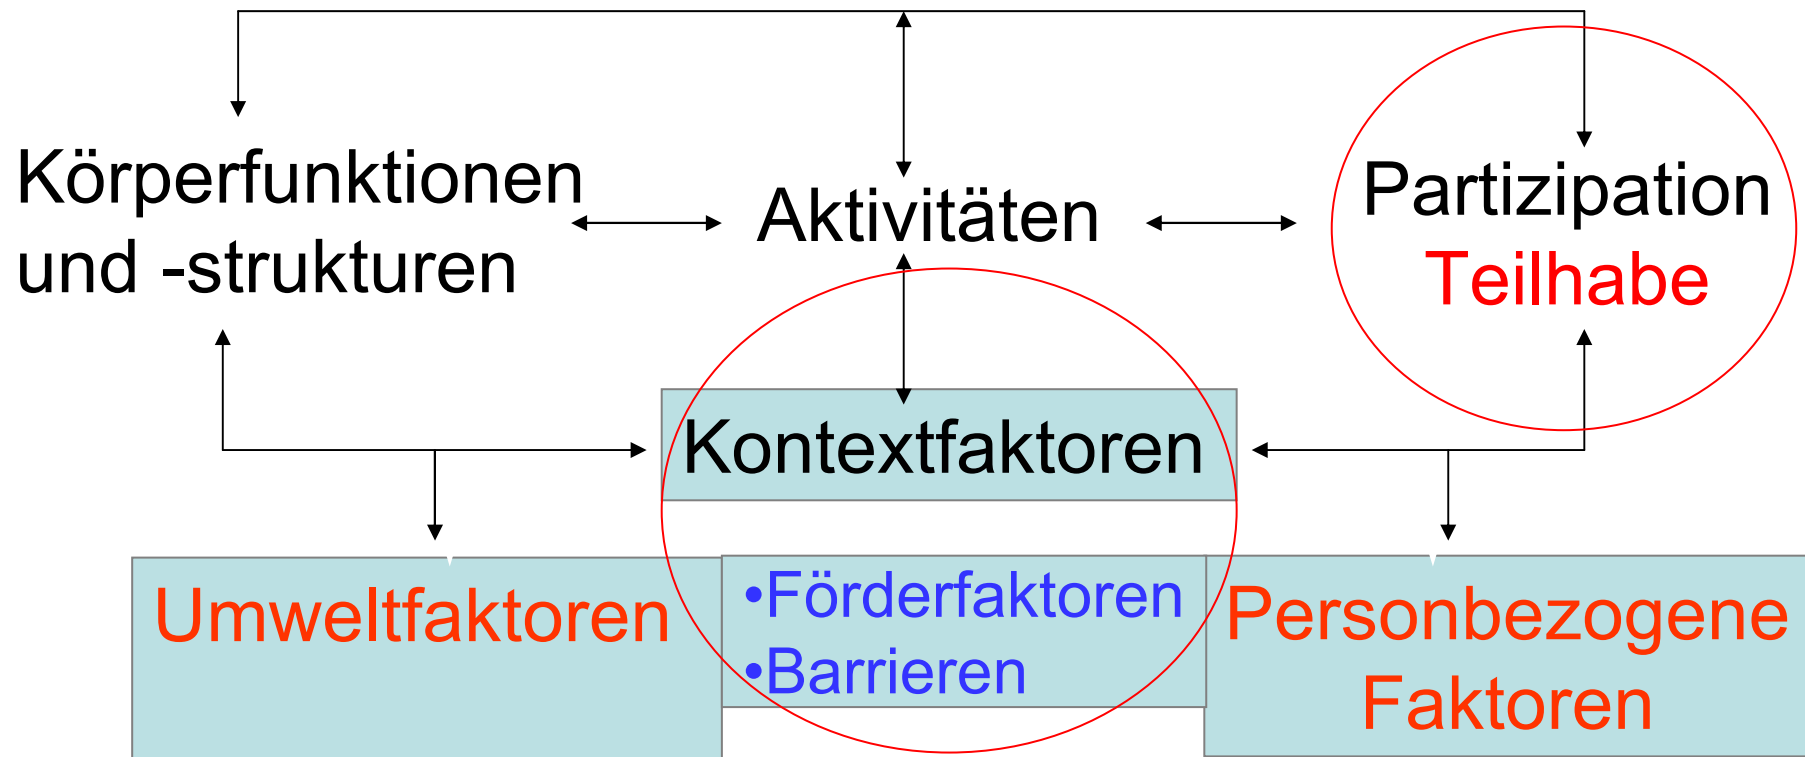 Körperfunktionen
und -strukturen
Aktivitäten
Partizipation
Teilhabe
Kontextfaktoren
Umweltfaktoren
•Förderfaktoren
•Barrieren
Personbezogene
Faktoren